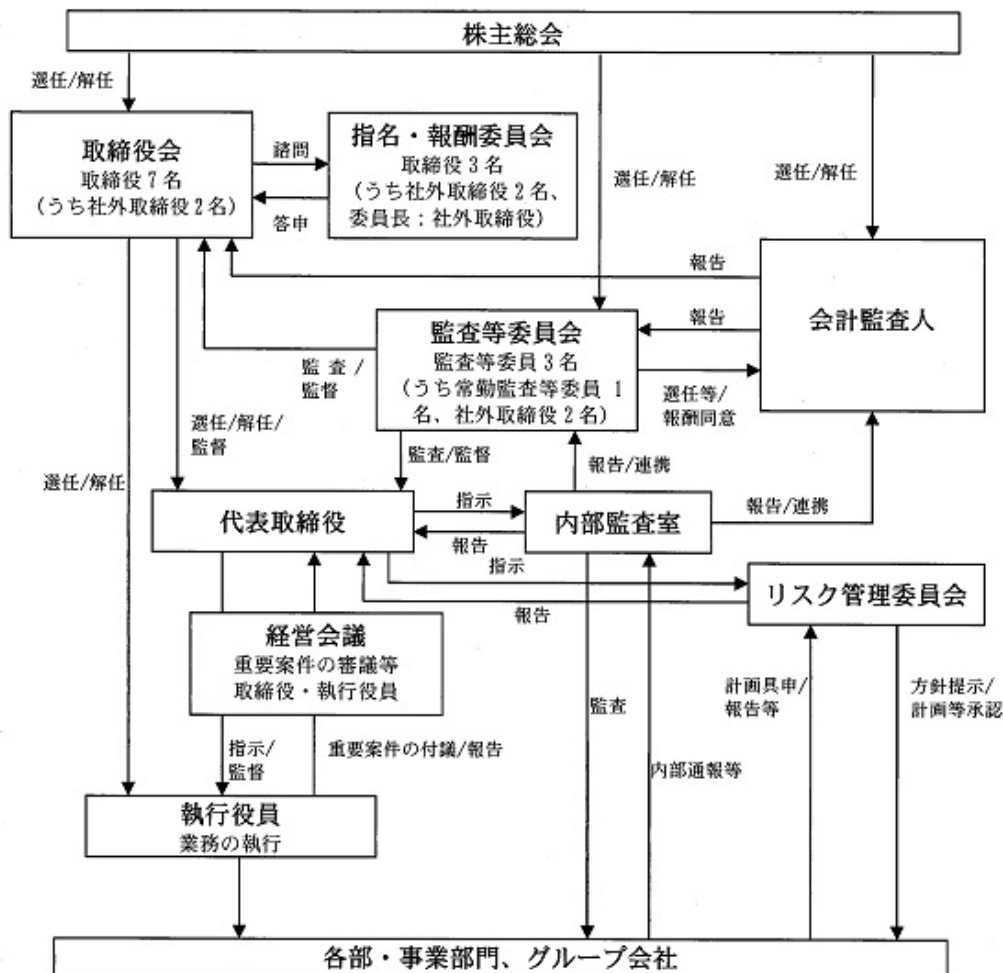 株主総会
選任/解任
取締役会
取締役7名
(うち社外取締役2名)
諮問
答申
指名・報酬委員会
取締役3名
(うち社外取締役2名、
委員長:社外取締役)
選任/解任
選任/解任
報告
会計監査人
報告
監査等委員会
監査等委員3名
(うち常勤監査等委員 1
名、社外取締役2名)
監 査 /
監督
選任等/
報酬同意
選任/解任/
監督
監査/監督
報告/連携
選任/解任
報告/連携
代表取締役
指示
報告
内部監査室
指示
報告
リスク管理委員会
経営会議
重要案件の審議等
取締役・執行役員
監査
計画具申/
報告等
方針提示/
計画等承認
指示/
監督
重要案件の付議/報告
内部通報等
執行役員
業務の執行
各部・事業部門、グループ会社